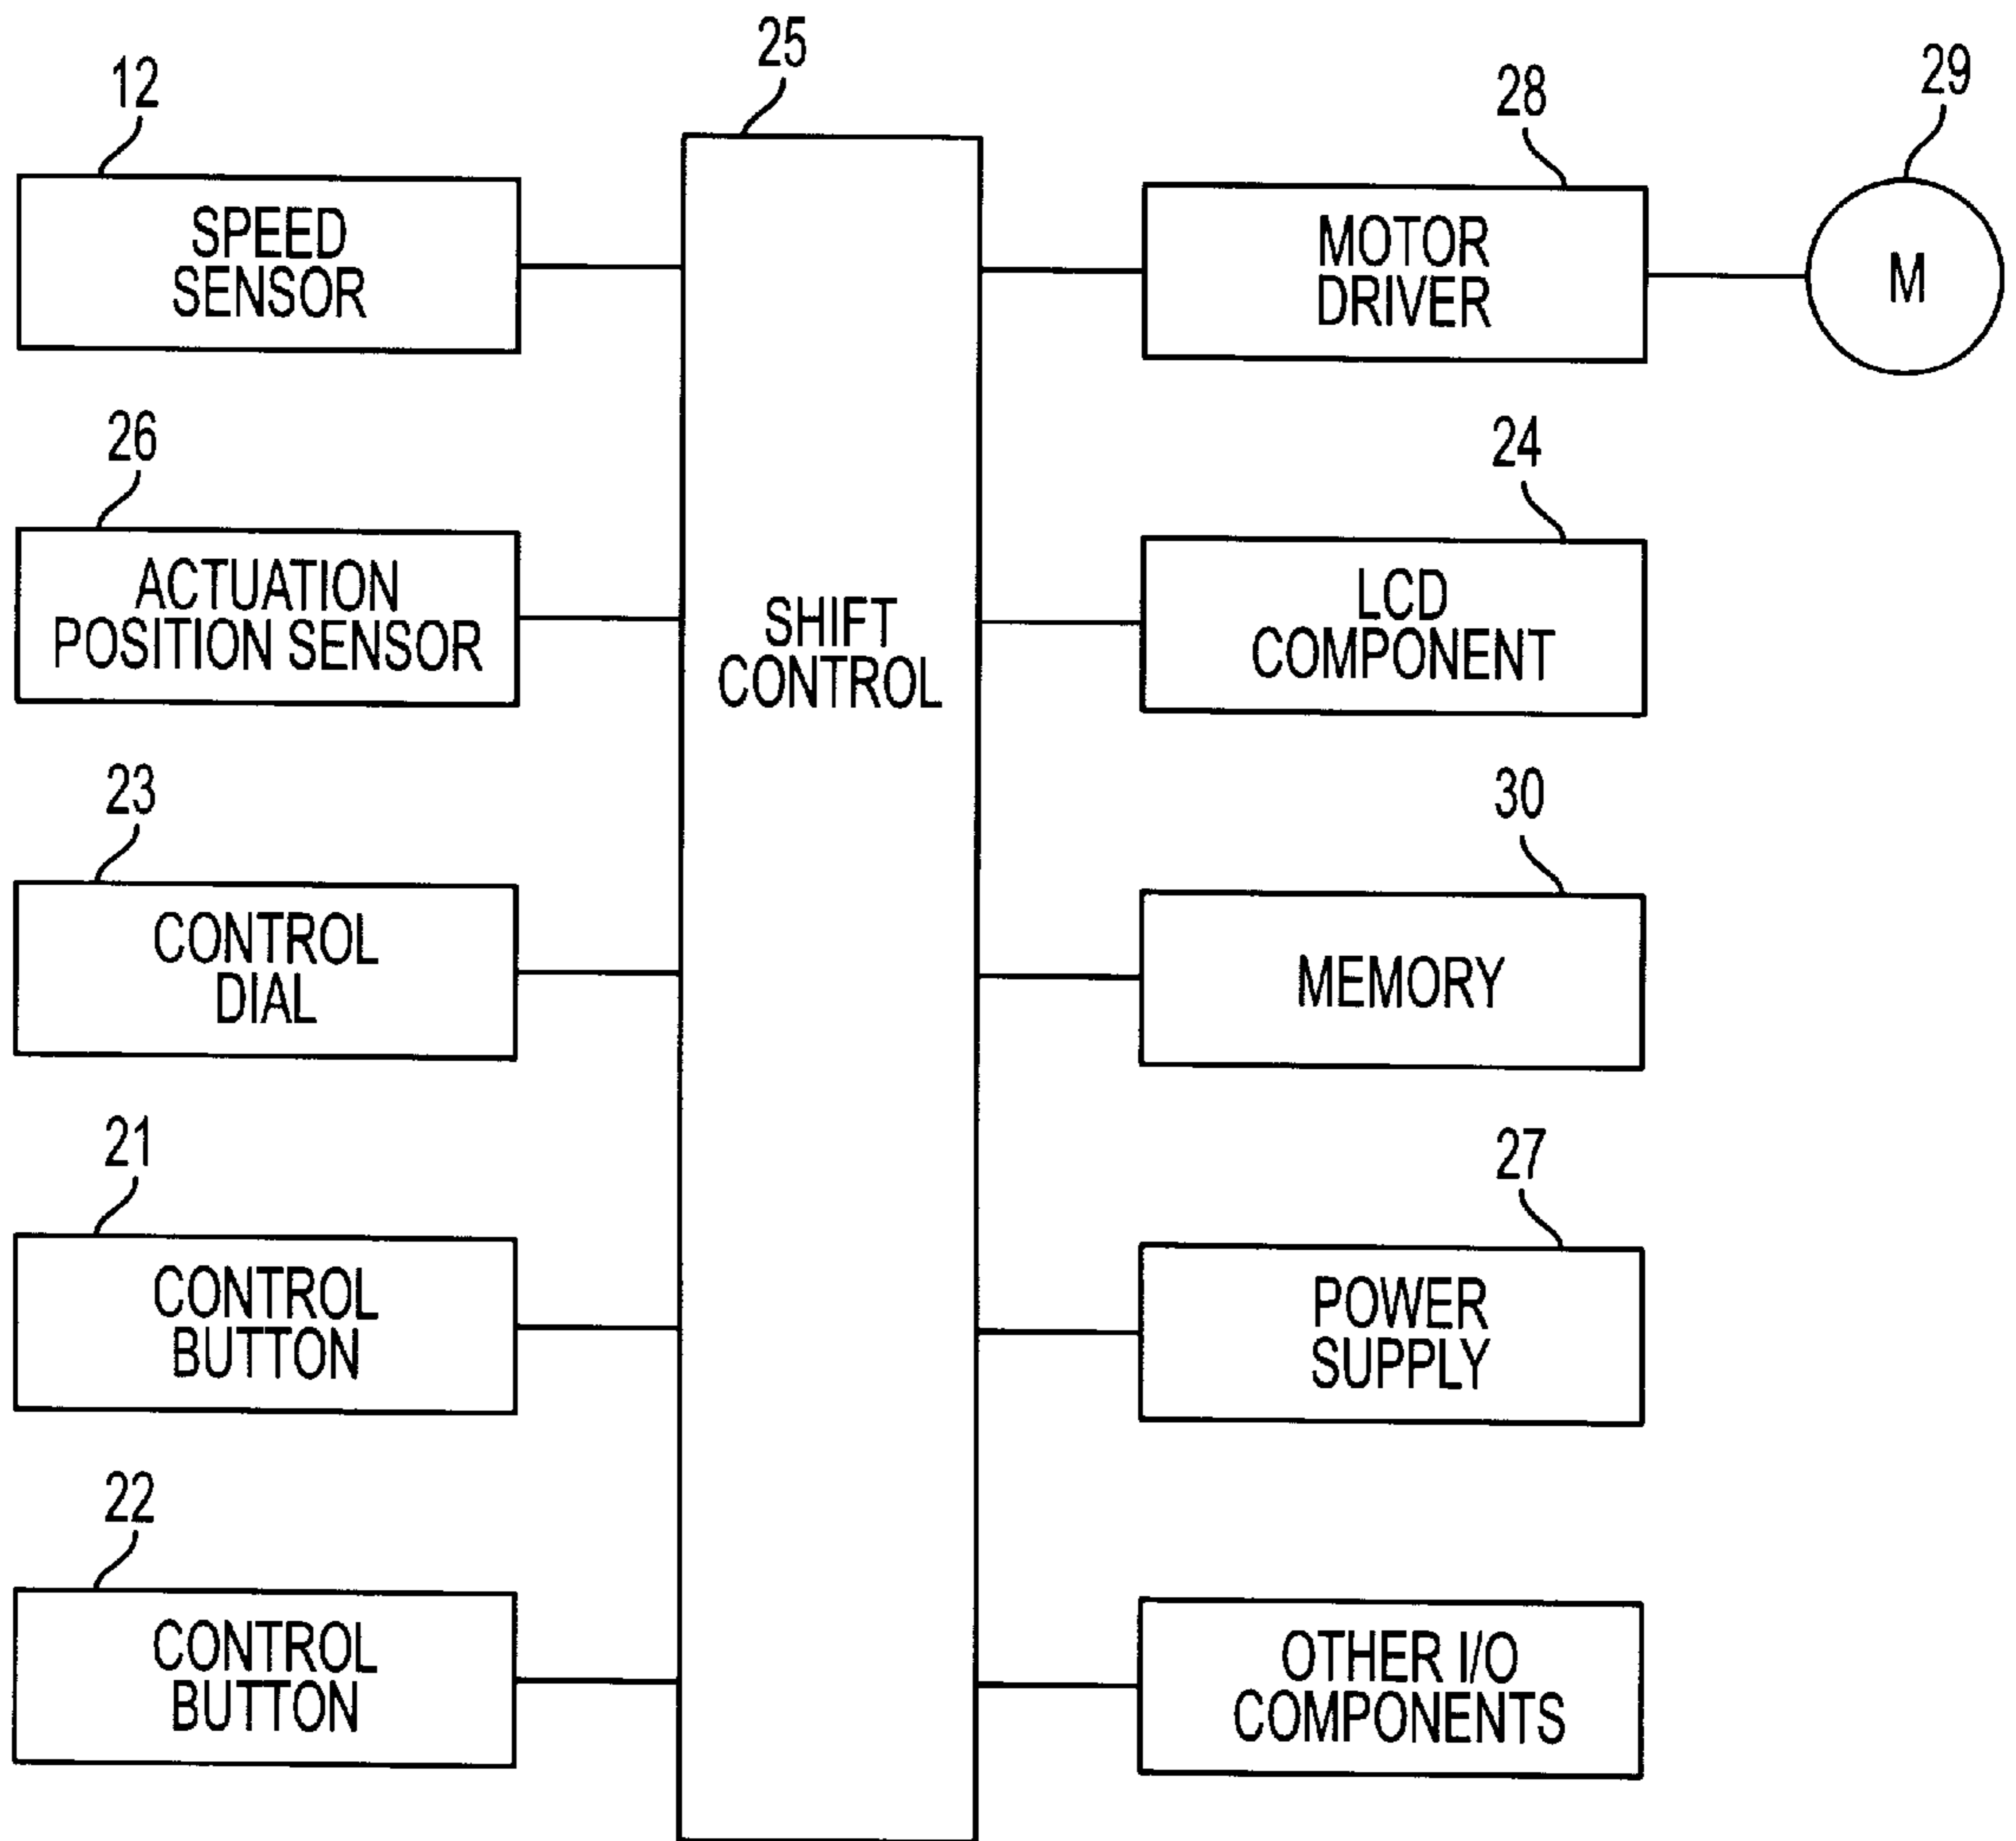 25
12
28
29
SPEED
SENSOR
MOTOR
DRIVER
M
26
24
ACTUATION
POSITION SENSOR
SHIFT
CONTROL
LCD
COMPONENT
23
30
CONTROL
DIAL
MEMORY
21
27
CONTROL
BUTTON
POWER
SUPPLY
22
CONTROL
BUTTON
OTHER I/O
COMPONENTS